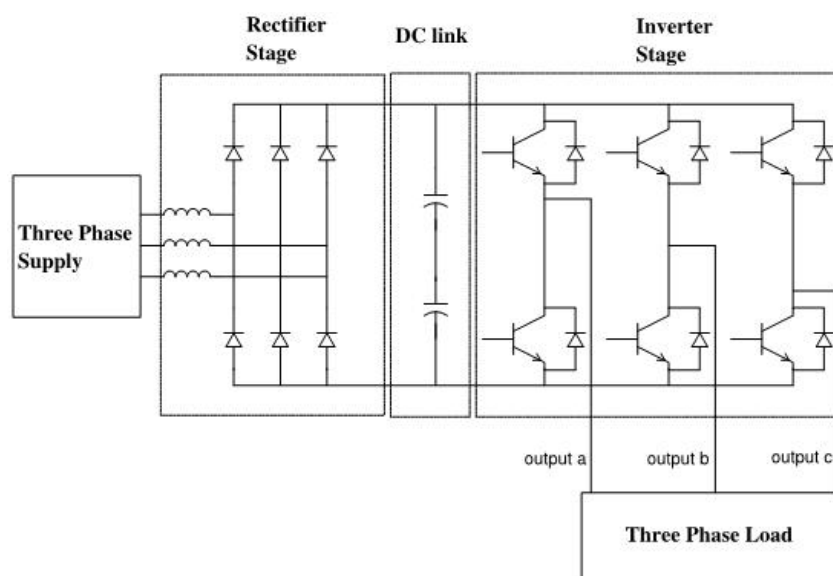 Rectifier
Stage
DC link
Inverter
Stage
Three Phase
Supply
output a
output b
output c
Three Phase Load